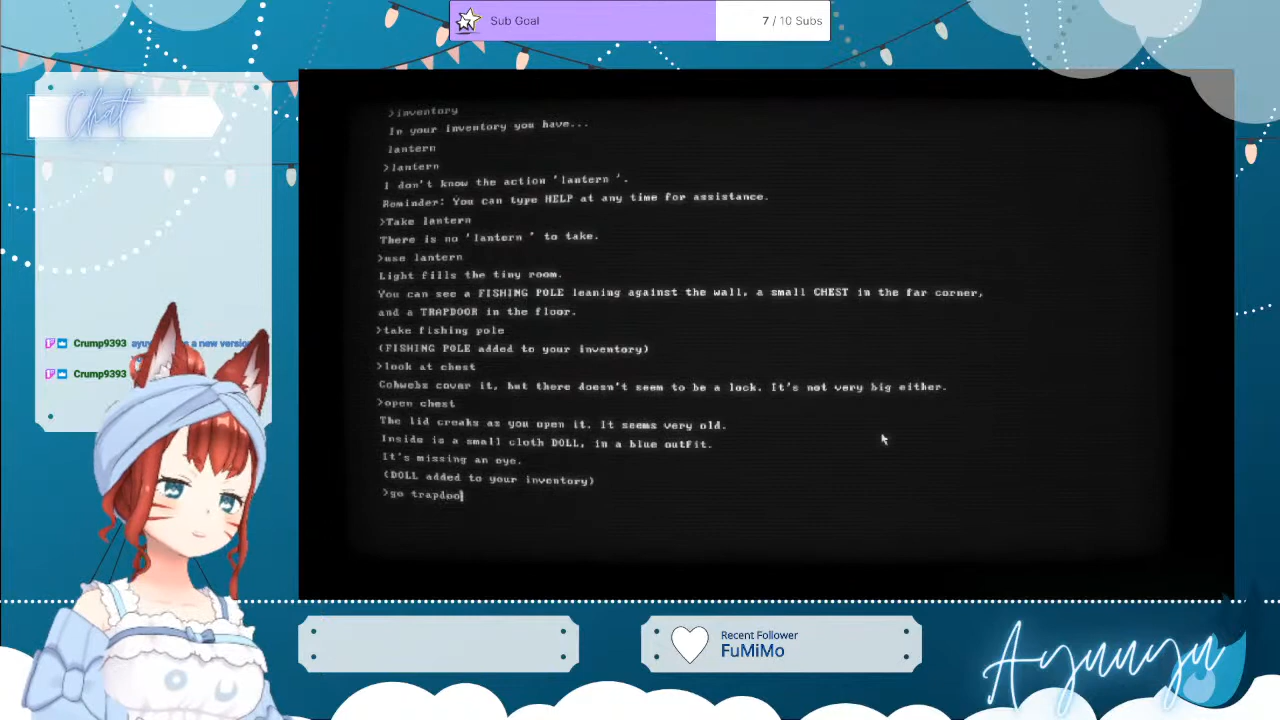 Sub Goal
7 / 10 Subs
Chat
Crump9393
Crump9393
>inventory
In your inventory you have...
lantern
>lantern
I don't know the action 'lantern '.
Reminder: You can type HELP at any time for assistance.
>Take lantern
There is no 'lantern ' to take.
>use lantern
Light fills the tiny room.
You can see a FISHING POLE leaning against the wall, a small CHEST in the far corner,
and a TRAPDOOR in the floor.
>take fishing pole
(FISHING POLE added to your inventory)
>look at chest
Cobwebs cover it, but there doesn't seem to be a lock. It's not very big either.
>open chest
The lid creaks as you open it. It seems very old.
Inside is a small cloth DOLL, in a blue outfit.
It's missing an eye.
(DOLL added to your inventory)
>go trapdoo
Recent Follower
FuMiMo
Ayunyu